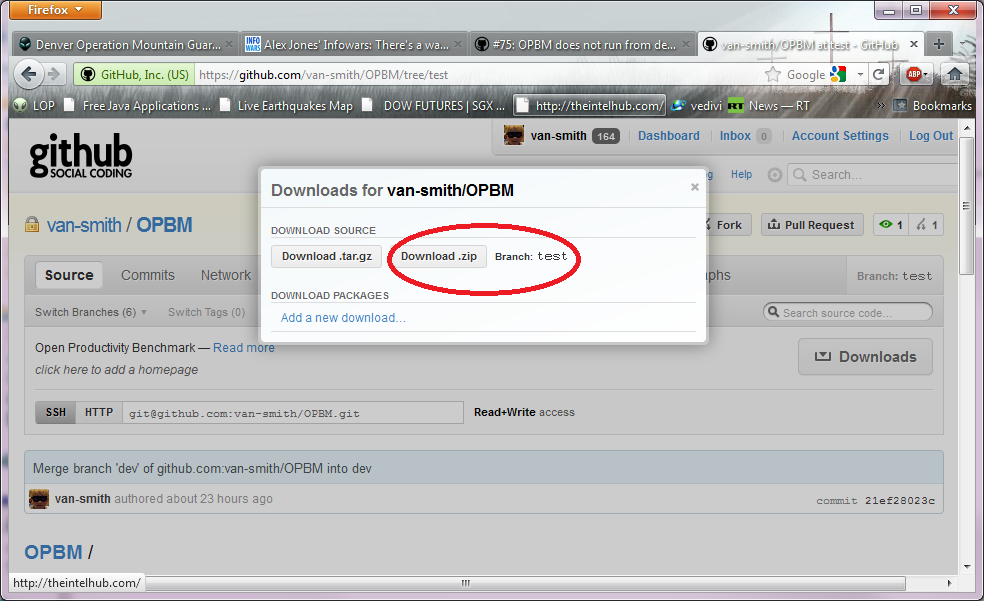 Firefox
Denver Operation Mountain Guar...
INFO WARS
Alex Jones' Infowars: There's a wa...
#75: OPBM does not run from de...
van-smith/OPBM at test - GitHub
GitHub, Inc. (US)
https://github.com/van-smith/OPBM/tree/test
Google
ABP
LOP
Free Java Applications ...
Live Earthquakes Map
DOW FUTURES | SGX ...
http://theintelhub.com/
vedivi
RT
News — RT
»
Bookmarks
github
SOCIAL CODING
van-smith 164
Dashboard
Inbox 0
Account Settings
Log Out
Help
Search...
van-smith / OPBM
Fork
Pull Request
1
1
Downloads for van-smith/OPBM
×
DOWNLOAD SOURCE
Download .tar.gz
Download .zip
Branch: test
DOWNLOAD PACKAGES
Add a new download...
Source
Commits
Network
phs
Branch: test
Switch Branches (6)
Switch Tags (0)
Search source code...
Open Productivity Benchmark — Read more
click here to add a homepage
Downloads
SSH
HTTP
git@github.com:van-smith/OPBM.git
Read+Write access
Merge branch 'dev' of github.com:van-smith/OPBM into dev
van-smith authored about 23 hours ago
commit 21ef28023c
OPBM /
http://theintelhub.com/